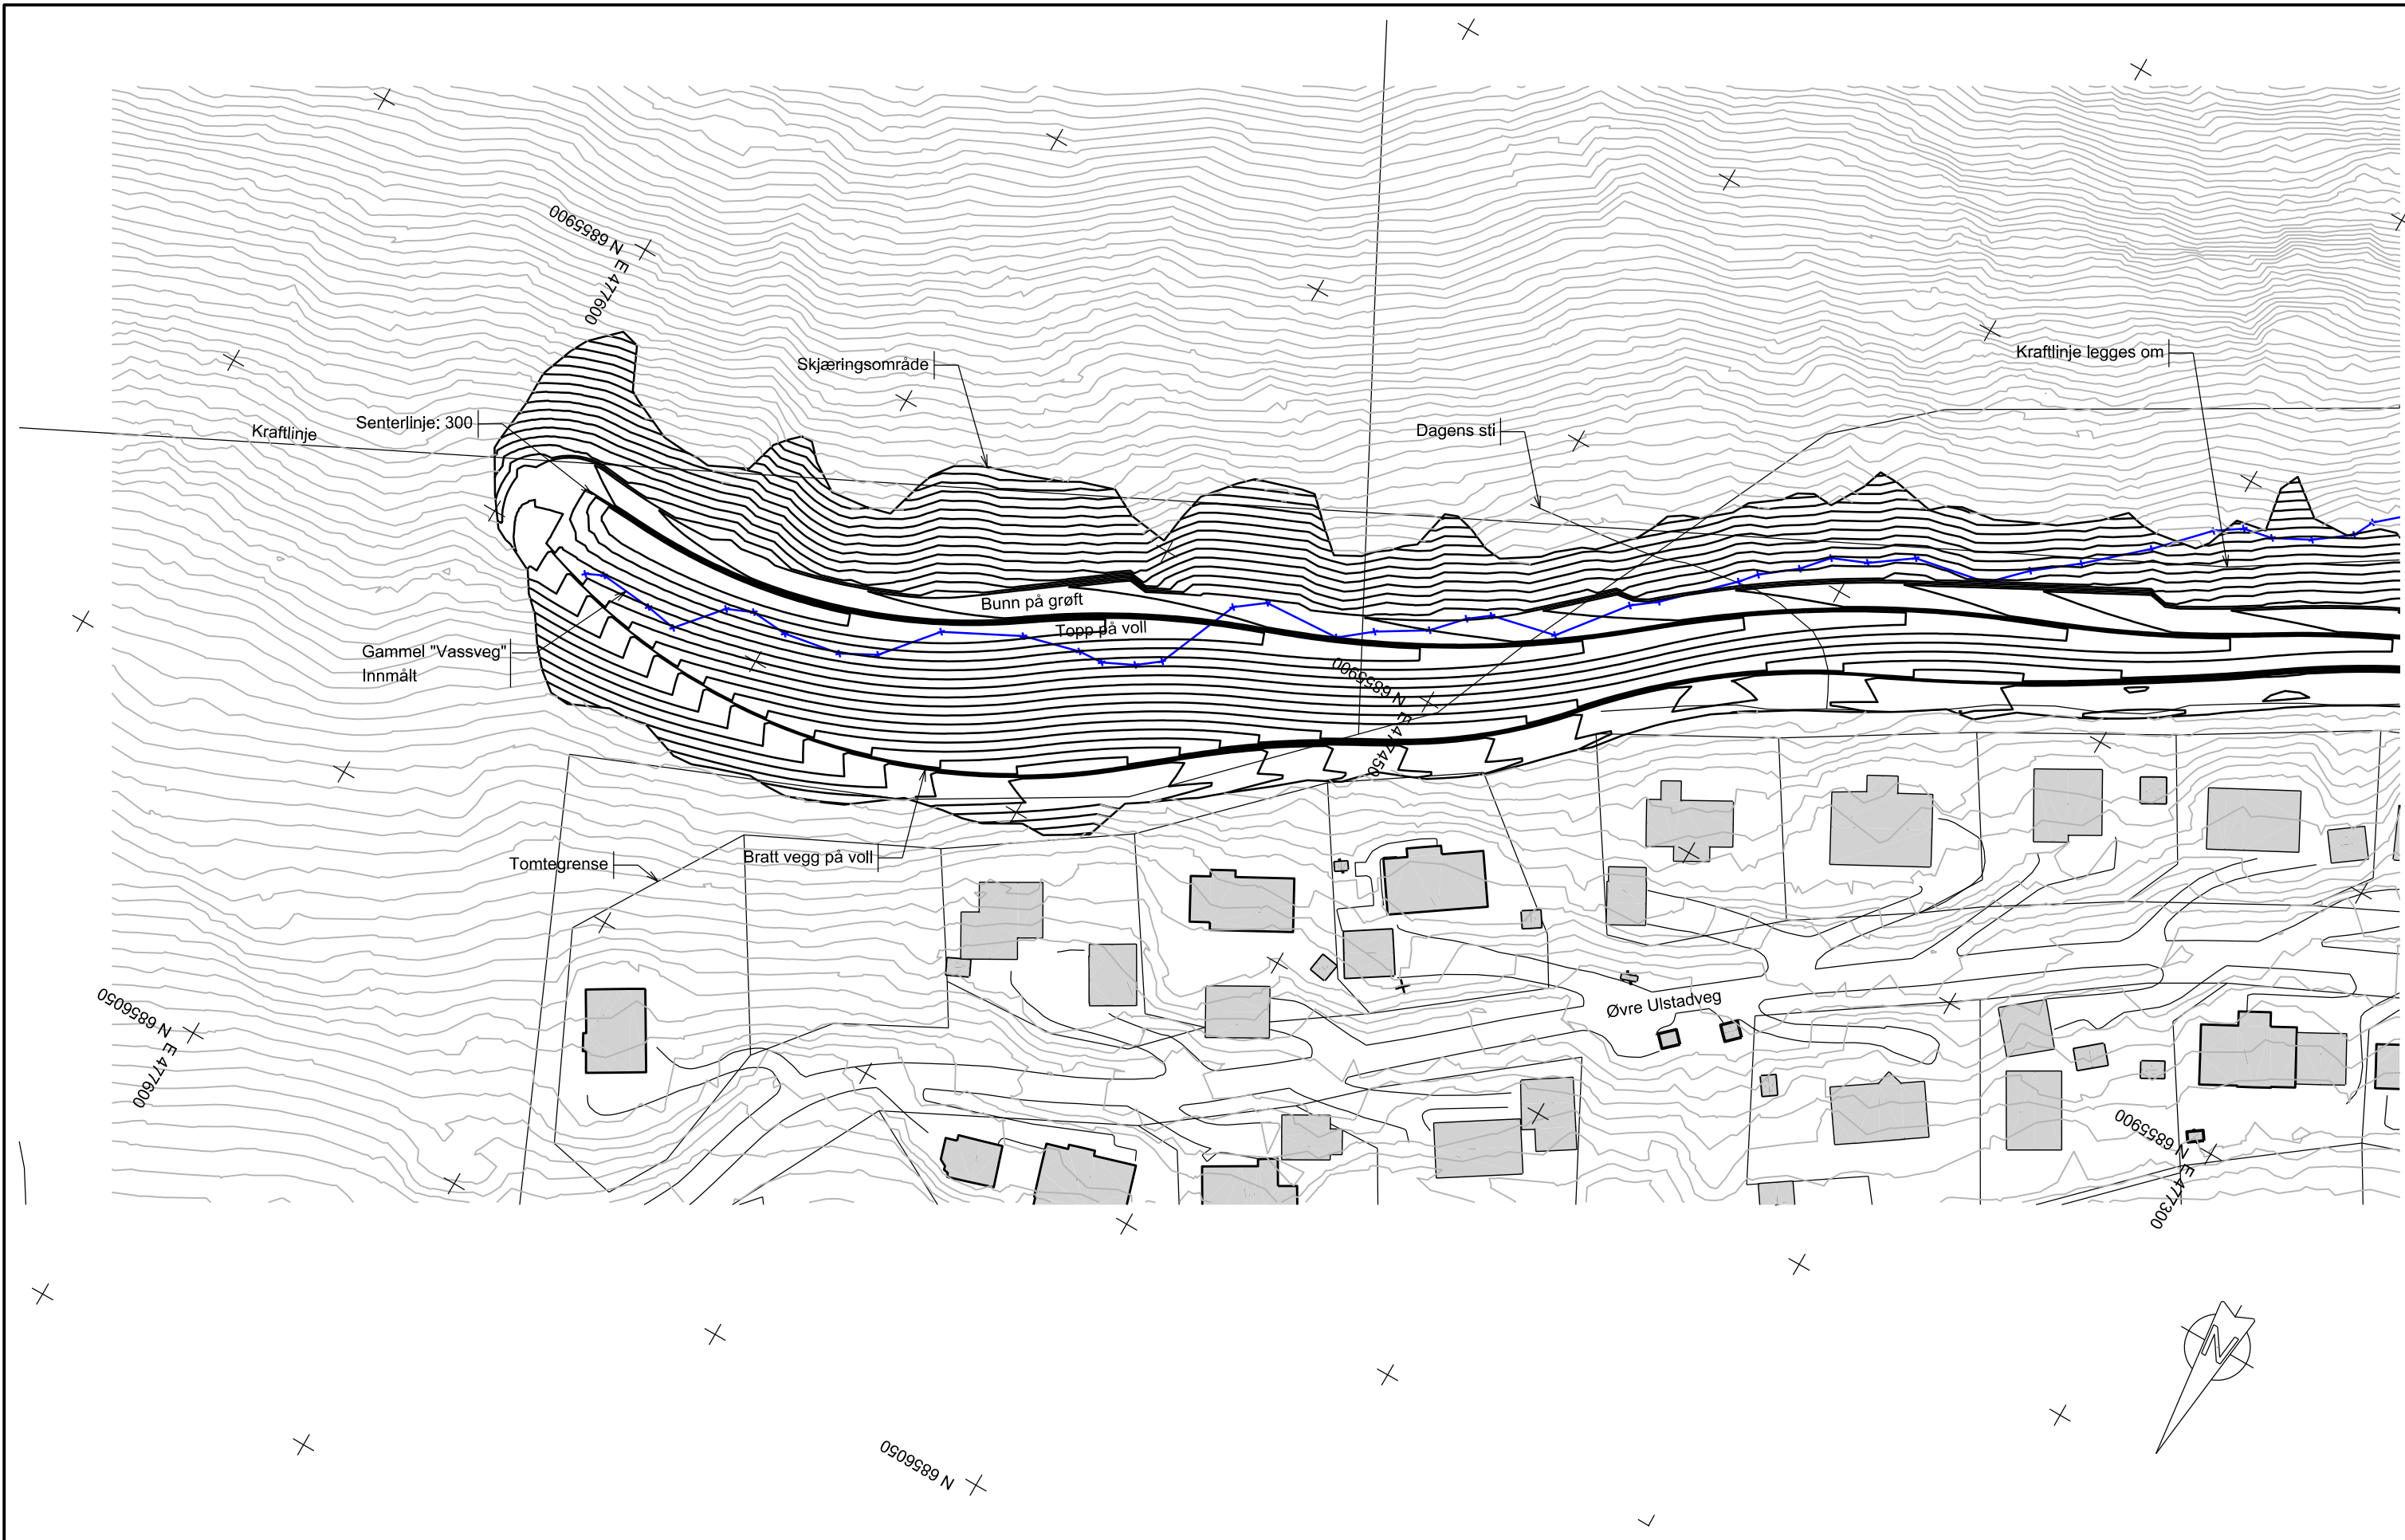 N 6855900
E 477600
Skjæringsområde
Kraftlinje legges om
Senterlinje: 300
Kraftlinje
Dagens sti
Bunn på grøft
Topp på voll
Gammel "Vassveg"
Innmålt
N 6855900
E 477450
Tomtegrense
Bratt vegg på voll
Øvre Ulstadveg
N 6856050
E 477600
N 6855900
E 477300
N
N 6856050